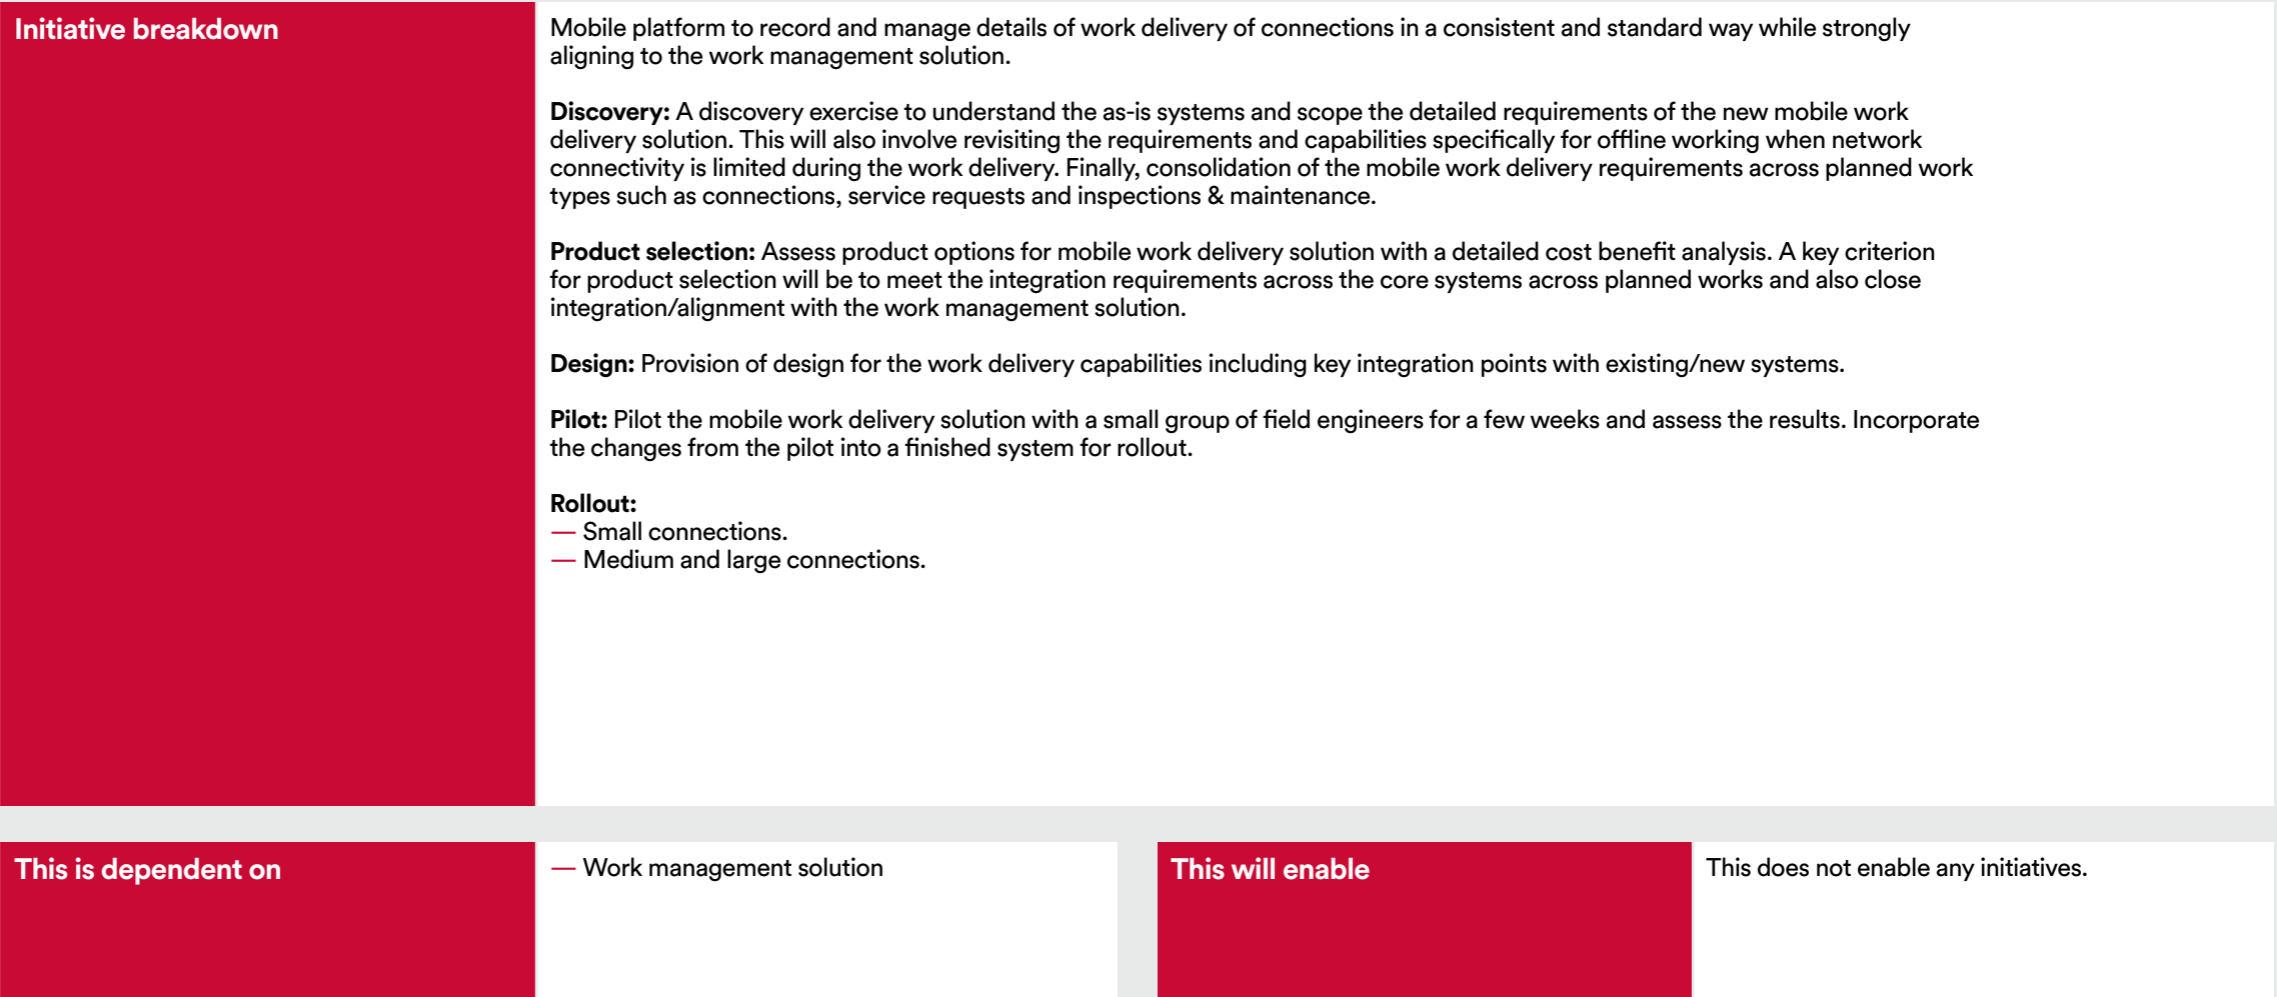 Initiative breakdown
Mobile platform to record and manage details of work delivery of connections in a consistent and standard way while strongly
aligning to the work management solution.
Discovery: A discovery exercise to understand the as-is systems and scope the detailed requirements of the new mobile work
delivery solution. This will also involve revisiting the requirements and capabilities specifically for offline working when network
connectivity is limited during the work delivery. Finally, consolidation of the mobile work delivery requirements across planned work
types such as connections, service requests and inspections & maintenance.
Product selection: Assess product options for mobile work delivery solution with a detailed cost benefit analysis. A key criterion
for product selection will be to meet the integration requirements across the core systems across planned works and also close
integration/alignment with the work management solution.
Design: Provision of design for the work delivery capabilities including key integration points with existing/new systems.
Pilot: Pilot the mobile work delivery solution with a small group of field engineers for a few weeks and assess the results. Incorporate
the changes from the pilot into a finished system for rollout.
Rollout:
— Small connections.
— Medium and large connections.
This is dependent on
— Work management solution
This will enable
This does not enable any initiatives.